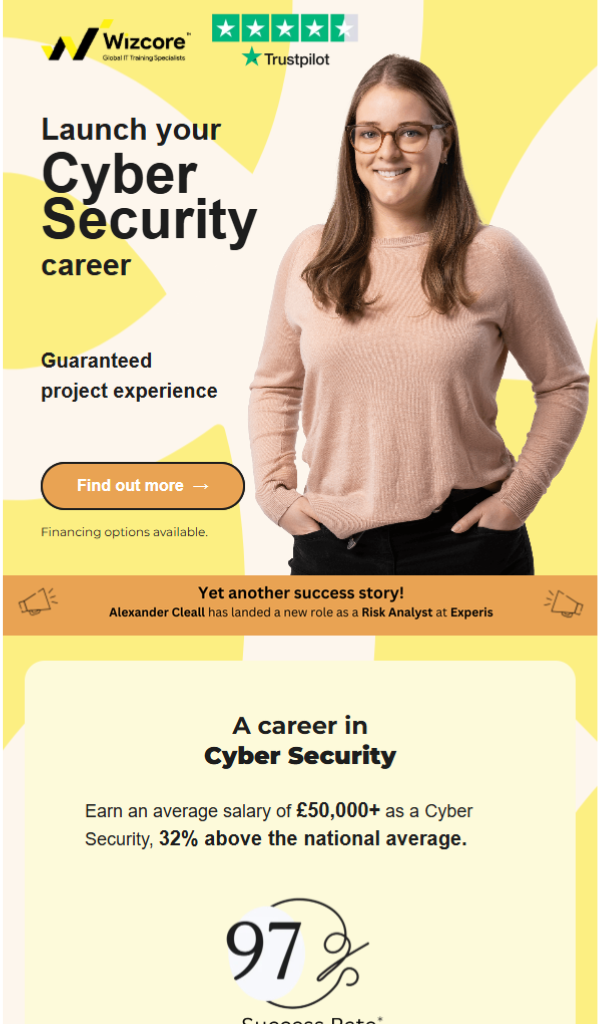 Wizcore™
Global IT Training Specialists
Trustpilot
Launch your
Cyber
Security
career
Guaranteed
project experience
Find out more →
Financing options available.
Yet another success story!
Alexander Cleall has landed a new role as a Risk Analyst at Experis
A career in
Cyber Security
Earn an average salary of £50,000+ as a Cyber
Security, 32% above the national average.
97%
Success Rate*